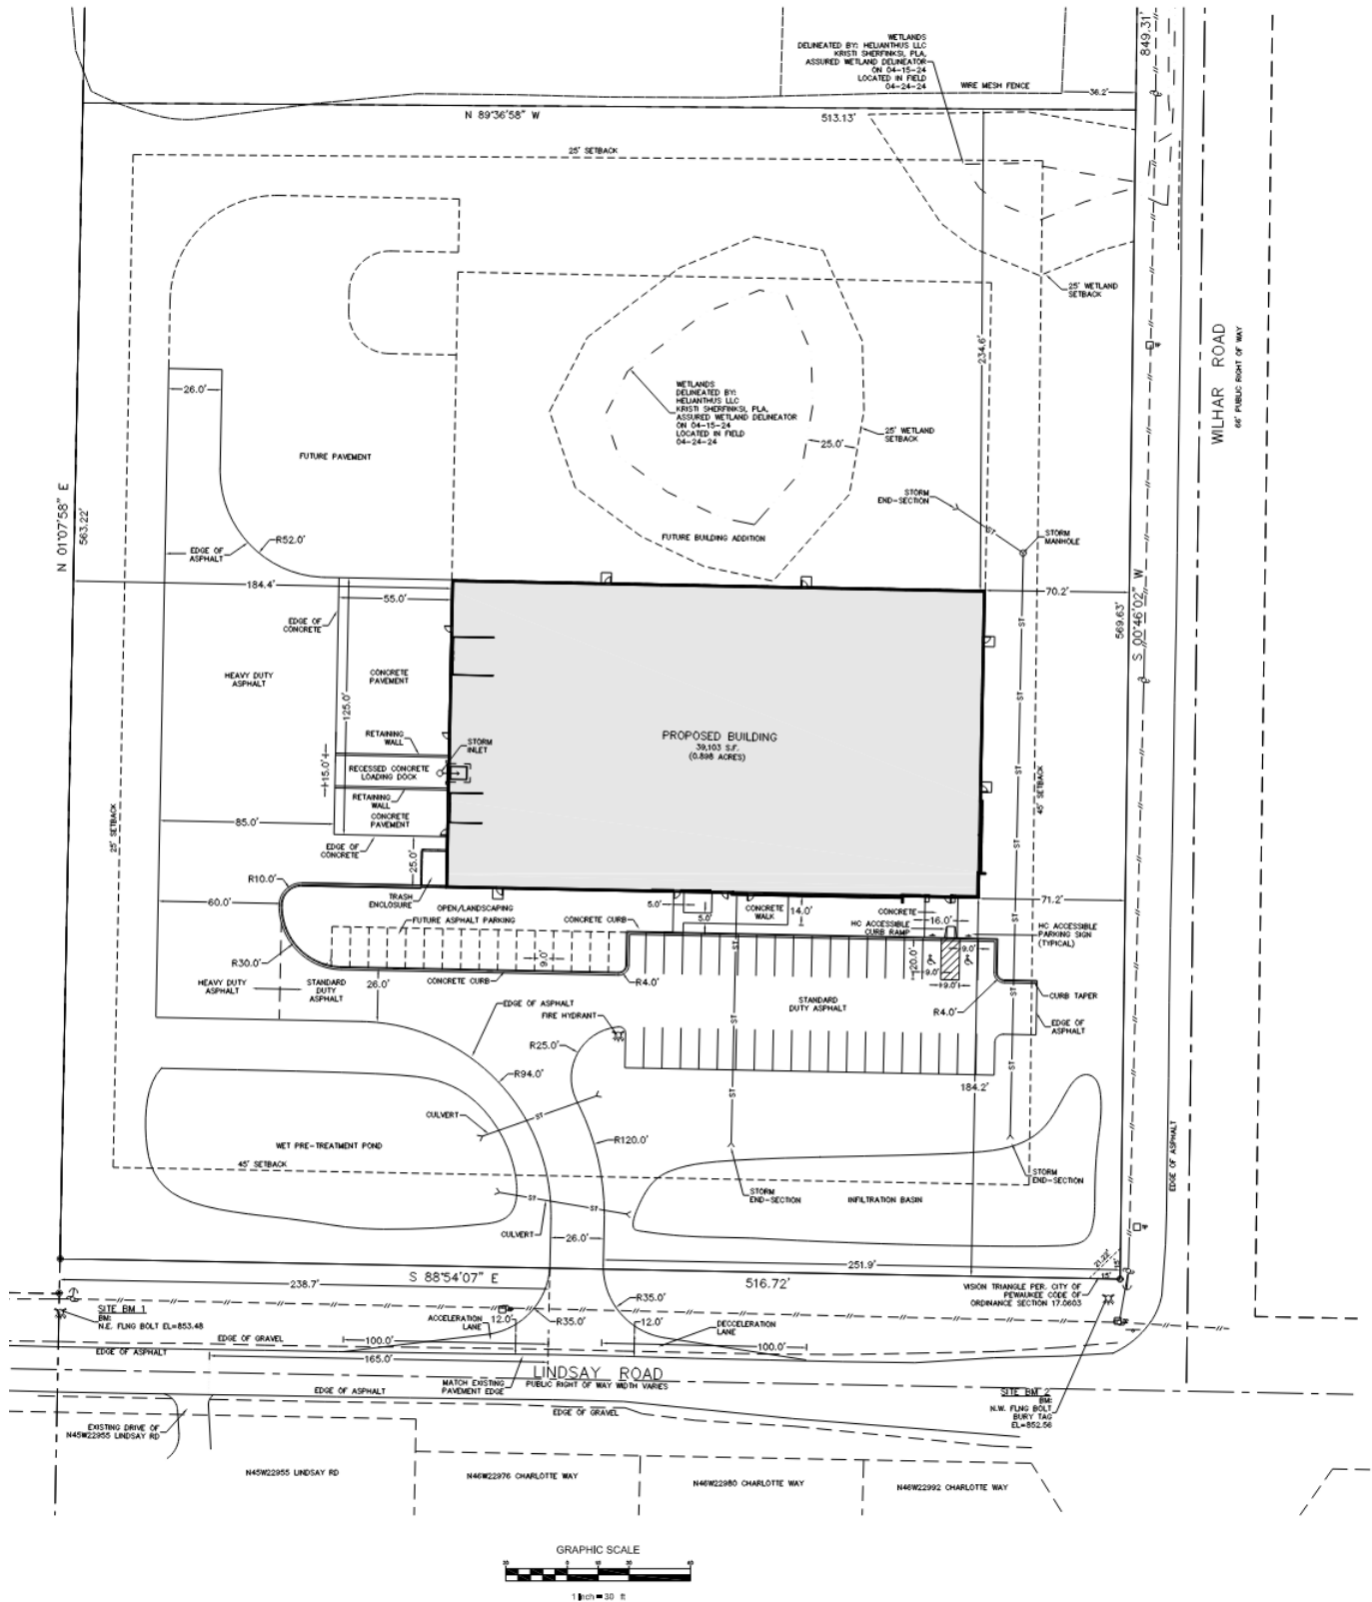 WETLANDS
DELINEATED BY: HELIANTHUS LLC
KRISTI SHERFINKSI, PLA,
ASSURED WETLAND DELINEATOR
ON 04-15-24
LOCATED IN FIELD
04-24-24
WIRE MESH FENCE
36.2'
849.31'
N 89°36'58" W
513.13'
25' SETBACK
25' WETLAND
SETBACK
WILHAR ROAD
66' PUBLIC RIGHT OF WAY
234.6'
26.0'
WETLANDS
DELINEATED BY:
HELIANTHUS LLC
KRISTI SHERFINKSI, PLA,
ASSURED WETLAND DELINEATOR
ON 04-15-24
LOCATED IN FIELD
04-24-24
25' WETLAND
SETBACK
25.0'
FUTURE PAVEMENT
STORM
END-SECTION
N 01°07'58" E
563.22'
R52.0'
EDGE OF
ASPHALT
FUTURE BUILDING ADDITION
ST
STORM
MANHOLE
184.4'
55.0'
70.2'
EDGE OF
CONCRETE
569.63'
S 00°46'02" W
ST
HEAVY DUTY
ASPHALT
CONCRETE
PAVEMENT
125.0'
RETAINING
WALL
STORM
INLET
PROPOSED BUILDING
39,103 S.F.
(0.898 ACRES)
15.0'
RECESSED CONCRETE
LOADING DOCK
ST
RETAINING
WALL
45' SETBACK
CONCRETE
PAVEMENT
85.0'
25' SETBACK
EDGE OF
CONCRETE
25.0'
ST
R10.0'
60.0'
TRASH
ENCLOSURE
OPEN/LANDSCAPING
FUTURE ASPHALT PARKING
CONCRETE CURB
5.0'
5.0'
CONCRETE
WALK
14.0'
CONCRETE
HC ACCESSIBLE
CURB RAMP
16.0'
71.2'
ST
HC ACCESSIBLE
PARKING SIGN
(TYPICAL)
ST
9.0'
20.0'
9.0'
9.0'
9.0'
R30.0'
HEAVY DUTY
ASPHALT
STANDARD
DUTY
ASPHALT
26.0'
CONCRETE CURB
R4.0'
EDGE OF ASPHALT
FIRE HYDRANT
STANDARD
DUTY ASPHALT
ST
R4.0'
ST
CURB TAPER
EDGE OF
ASPHALT
R25.0'
R94.0'
ST
184.2'
ST
CULVERT
ST
R120.0'
WET PRE-TREATMENT POND
45' SETBACK
STORM
END-SECTION
INFILTRATION BASIN
STORM
END-SECTION
EDGE OF ASPHALT
ST
ST
CULVERT
26.0'
251.9'
21.22'
15'
15'
238.7'
S 88°54'07" E
516.72'
VISION TRIANGLE PER. CITY OF
PEWAUKEE CODE OF
ORDINANCE SECTION 17.0603
SITE BM 1
BM:
N.E. FLNG BOLT EL=853.48
R35.0'
ACCELERATION
LANE
12.0'
R35.0'
12.0'
DECCELERATION
LANE
EDGE OF GRAVEL
100.0'
100.0'
EDGE OF ASPHALT
165.0'
LINDSAY ROAD
PUBLIC RIGHT OF WAY WIDTH VARIES
MATCH EXISTING
PAVEMENT EDGE
EDGE OF ASPHALT
SITE BM 2
BM:
N.W. FLNG BOLT
BURY TAG
EL=852.56
EDGE OF GRAVEL
EXISTING DRIVE OF
N45W22955 LINDSAY RD
N45W22955 LINDSAY RD
N46W22976 CHARLOTTE WAY
N46W22980 CHARLOTTE WAY
N46W22992 CHARLOTTE WAY
GRAPHIC SCALE
1 inch = 30 ft